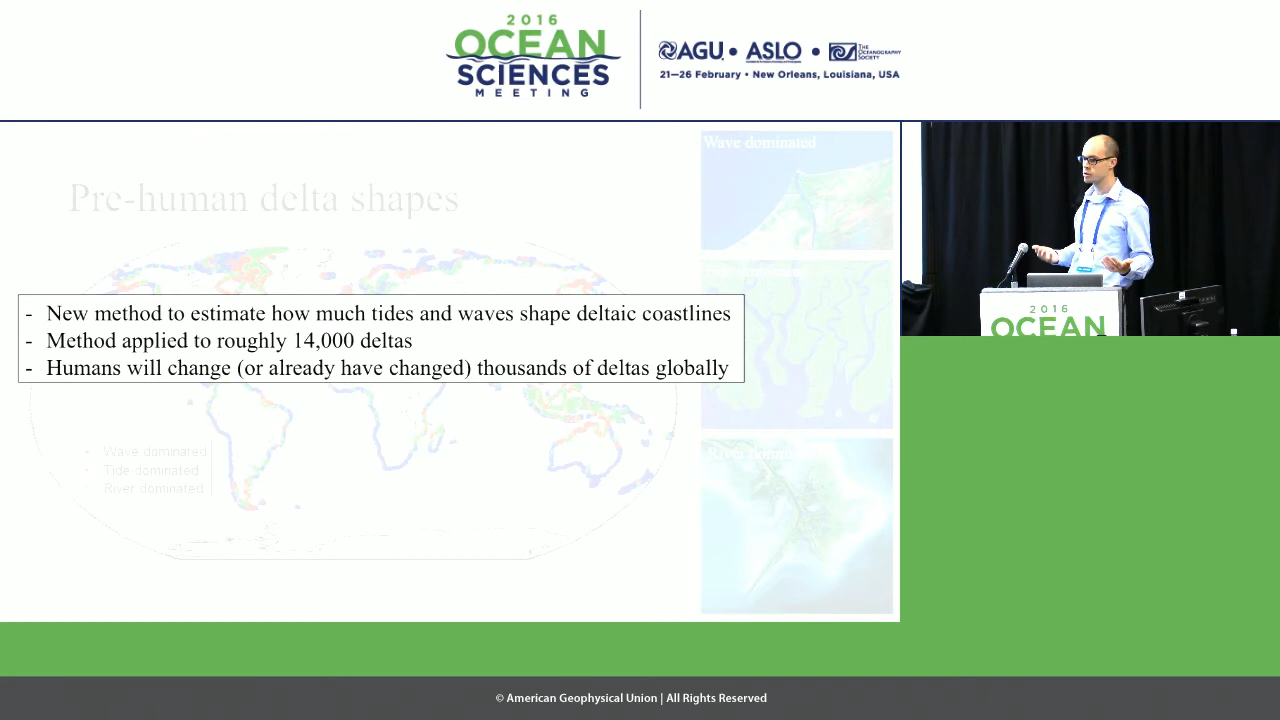 2016
OCEAN
SCIENCES
MEETING
AGU • ASLO • THE OCEANOGRAPHY SOCIETY
21—26 February • New Orleans, Louisiana, USA
Wave dominated
Pre-human delta shapes
- New method to estimate how much tides and waves shape deltaic coastlines
- Method applied to roughly 14,000 deltas
- Humans will change (or already have changed) thousands of deltas globally
• Wave dominated
• Tide dominated
• River dominated
River dominated
2016
OCEAN
© American Geophysical Union | All Rights Reserved